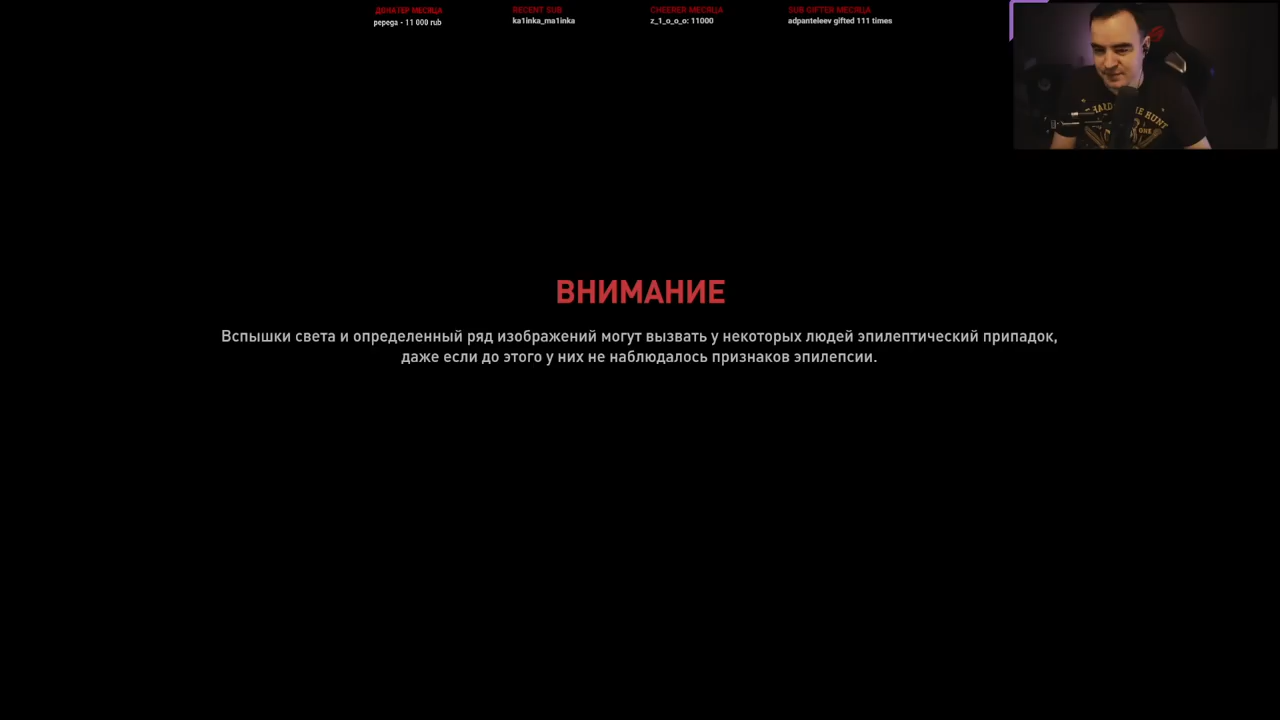 ДОНАТЕР МЕСЯЦА
RECENT SUB
CHEERER МЕСЯЦА
SUB GIFTER МЕСЯЦА
pepega - 11 000 rub
ka1inka_ma1inka
z_1_o_o_o: 11000
adpanteleev gifted 111 times
HUNT
ONE
ВНИМАНИЕ
Вспышки света и определенный ряд изображений могут вызвать у некоторых людей эпилептический припадок,
даже если до этого у них не наблюдалось признаков эпилепсии.